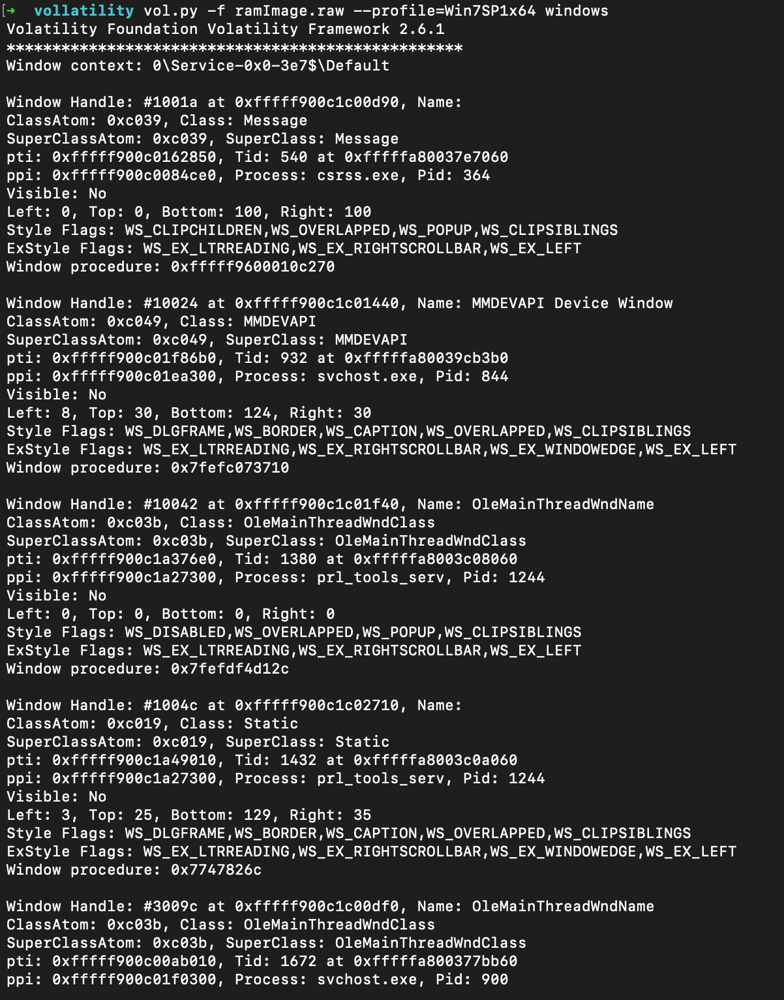 [➜  vollatility vol.py -f ramImage.raw --profile=Win7SP1x64 windows
Volatility Foundation Volatility Framework 2.6.1
**************************************************
Window context: 0\Service-0x0-3e7$\Default

Window Handle: #1001a at 0xfffff900c1c00d90, Name:
ClassAtom: 0xc039, Class: Message
SuperClassAtom: 0xc039, SuperClass: Message
pti: 0xfffff900c0162850, Tid: 540 at 0xfffffa80037e7060
ppi: 0xfffff900c0084ce0, Process: csrss.exe, Pid: 364
Visible: No
Left: 0, Top: 0, Bottom: 100, Right: 100
Style Flags: WS_CLIPCHILDREN,WS_OVERLAPPED,WS_POPUP,WS_CLIPSIBLINGS
ExStyle Flags: WS_EX_LTRREADING,WS_EX_RIGHTSCROLLBAR,WS_EX_LEFT
Window procedure: 0xfffff9600010c270

Window Handle: #10024 at 0xfffff900c1c01440, Name: MMDEVAPI Device Window
ClassAtom: 0xc049, Class: MMDEVAPI
SuperClassAtom: 0xc049, SuperClass: MMDEVAPI
pti: 0xfffff900c01f86b0, Tid: 932 at 0xfffffa80039cb3b0
ppi: 0xfffff900c01ea300, Process: svchost.exe, Pid: 844
Visible: No
Left: 8, Top: 30, Bottom: 124, Right: 30
Style Flags: WS_DLGFRAME,WS_BORDER,WS_CAPTION,WS_OVERLAPPED,WS_CLIPSIBLINGS
ExStyle Flags: WS_EX_LTRREADING,WS_EX_RIGHTSCROLLBAR,WS_EX_WINDOWEDGE,WS_EX_LEFT
Window procedure: 0x7fefc073710

Window Handle: #10042 at 0xfffff900c1c01f40, Name: OleMainThreadWndName
ClassAtom: 0xc03b, Class: OleMainThreadWndClass
SuperClassAtom: 0xc03b, SuperClass: OleMainThreadWndClass
pti: 0xfffff900c1a376e0, Tid: 1380 at 0xfffffa8003c08060
ppi: 0xfffff900c1a27300, Process: prl_tools_serv, Pid: 1244
Visible: No
Left: 0, Top: 0, Bottom: 0, Right: 0
Style Flags: WS_DISABLED,WS_OVERLAPPED,WS_POPUP,WS_CLIPSIBLINGS
ExStyle Flags: WS_EX_LTRREADING,WS_EX_RIGHTSCROLLBAR,WS_EX_LEFT
Window procedure: 0x7fefdf4d12c

Window Handle: #1004c at 0xfffff900c1c02710, Name:
ClassAtom: 0xc019, Class: Static
SuperClassAtom: 0xc019, SuperClass: Static
pti: 0xfffff900c1a49010, Tid: 1432 at 0xfffffa8003c0a060
ppi: 0xfffff900c1a27300, Process: prl_tools_serv, Pid: 1244
Visible: No
Left: 3, Top: 25, Bottom: 129, Right: 35
Style Flags: WS_DLGFRAME,WS_BORDER,WS_CAPTION,WS_OVERLAPPED,WS_CLIPSIBLINGS
ExStyle Flags: WS_EX_LTRREADING,WS_EX_RIGHTSCROLLBAR,WS_EX_WINDOWEDGE,WS_EX_LEFT
Window procedure: 0x7747826c

Window Handle: #3009c at 0xfffff900c1c00df0, Name: OleMainThreadWndName
ClassAtom: 0xc03b, Class: OleMainThreadWndClass
SuperClassAtom: 0xc03b, SuperClass: OleMainThreadWndClass
pti: 0xfffff900c00ab010, Tid: 1672 at 0xfffffa800377bb60
ppi: 0xfffff900c01f0300, Process: svchost.exe, Pid: 900